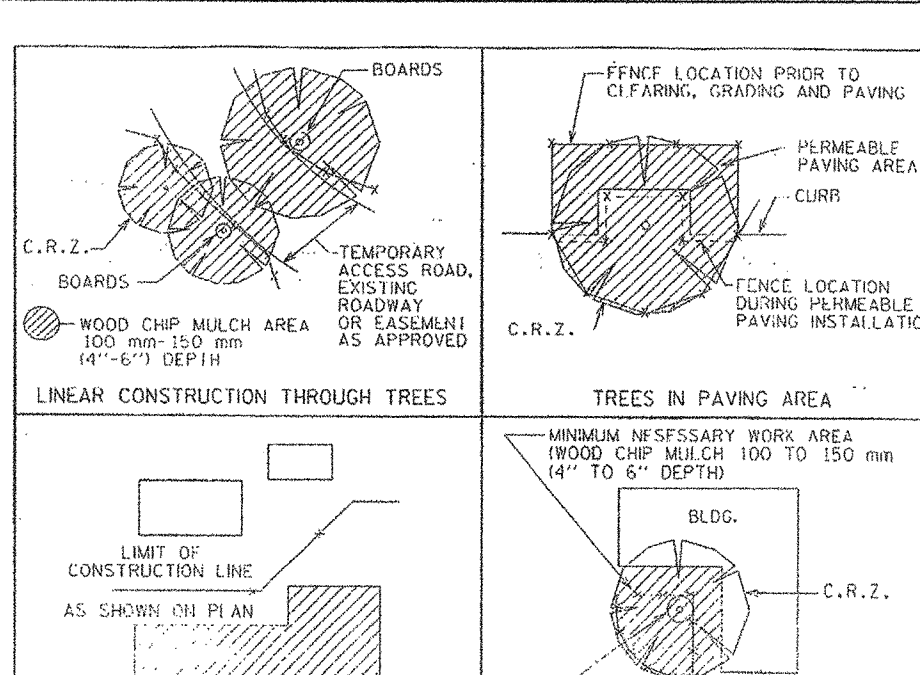 BOARDS
C.R.Z.
BOARDS
TEMPORARY
ACCESS ROAD,
EXISTING
ROADWAY
OR EASEMENT
AS APPROVED
WOOD CHIP MULCH AREA
100 mm-150 mm
(4"-6") DEPTH
LINEAR CONSTRUCTION THROUGH TREES
FENCE LOCATION PRIOR TO
CLEARING, GRADING AND PAVING
PERMEABLE
PAVING AREA
CURB
FENCE LOCATION
DURING PERMEABLE
PAVING INSTALLATIO
C.R.Z.
TREES IN PAVING AREA
LIMIT OF
CONSTRUCTION LINE
AS SHOWN ON PLAN
MINIMUM NESESSARY WORK AREA
(WOOD CHIP MULCH 100 TO 150 mm
(4" TO 6" DEPTH)
BLDG.
C.R.Z.